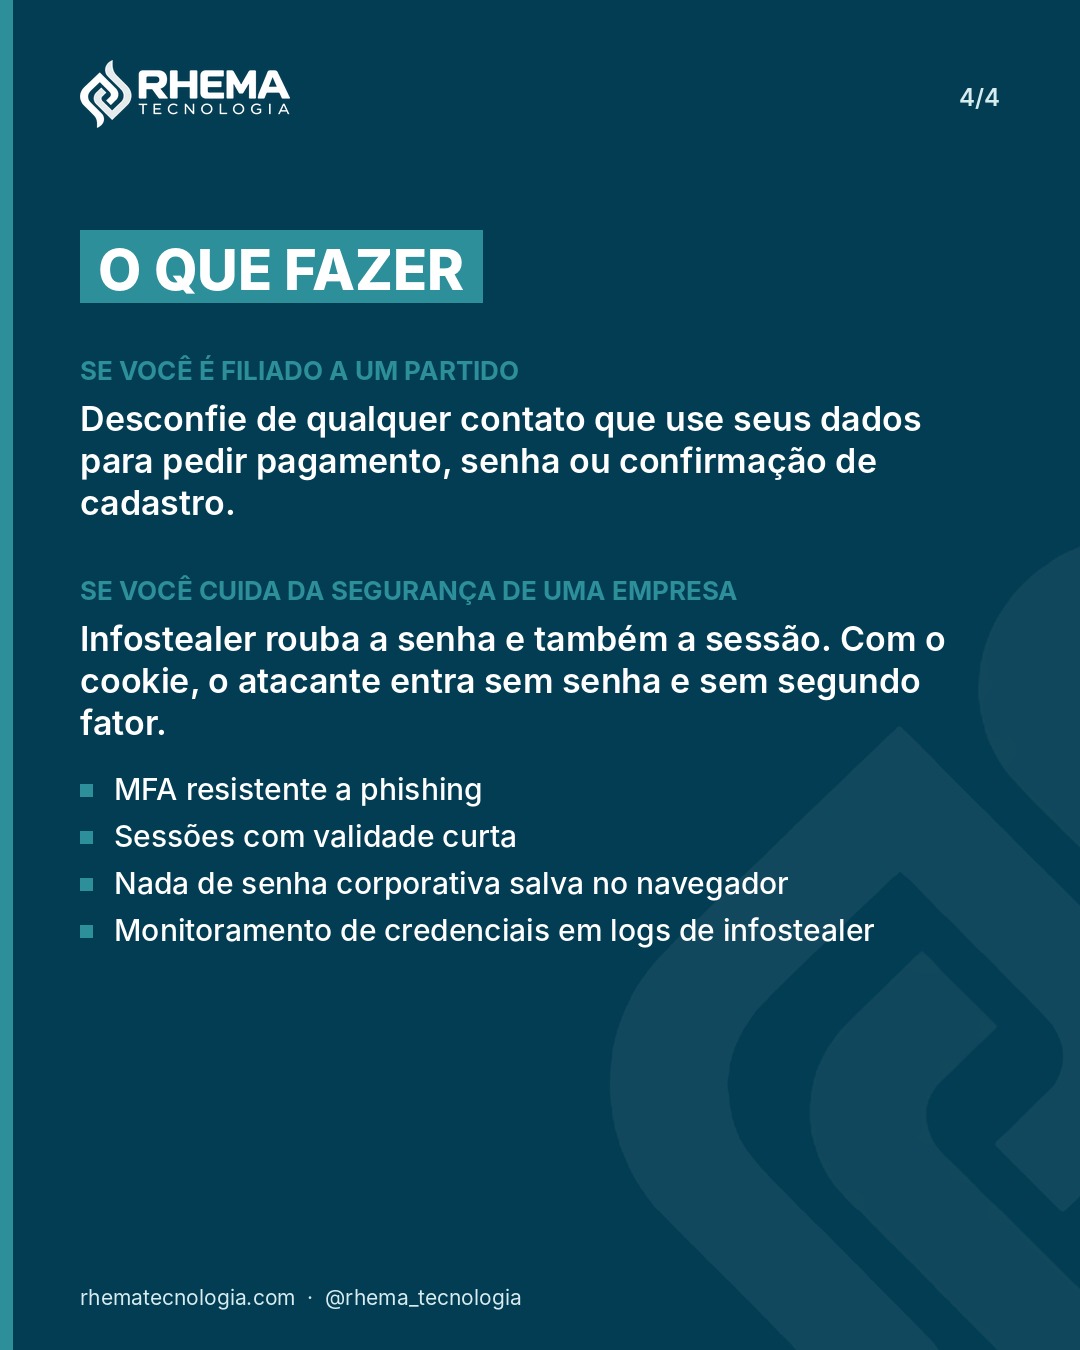 RHEMA
TECNOLOGIA
4/4
O QUE FAZER
SE VOCÊ É FILIADO A UM PARTIDO
Desconfie de qualquer contato que use seus dados
para pedir pagamento, senha ou confirmação de
cadastro.
SE VOCÊ CUIDA DA SEGURANÇA DE UMA EMPRESA
Infostealer rouba a senha e também a sessão. Com o
cookie, o atacante entra sem senha e sem segundo
fator.
MFA resistente a phishing
Sessões com validade curta
Nada de senha corporativa salva no navegador
Monitoramento de credenciais em logs de infostealer
rhematecnologia.com · @rhema_tecnologia